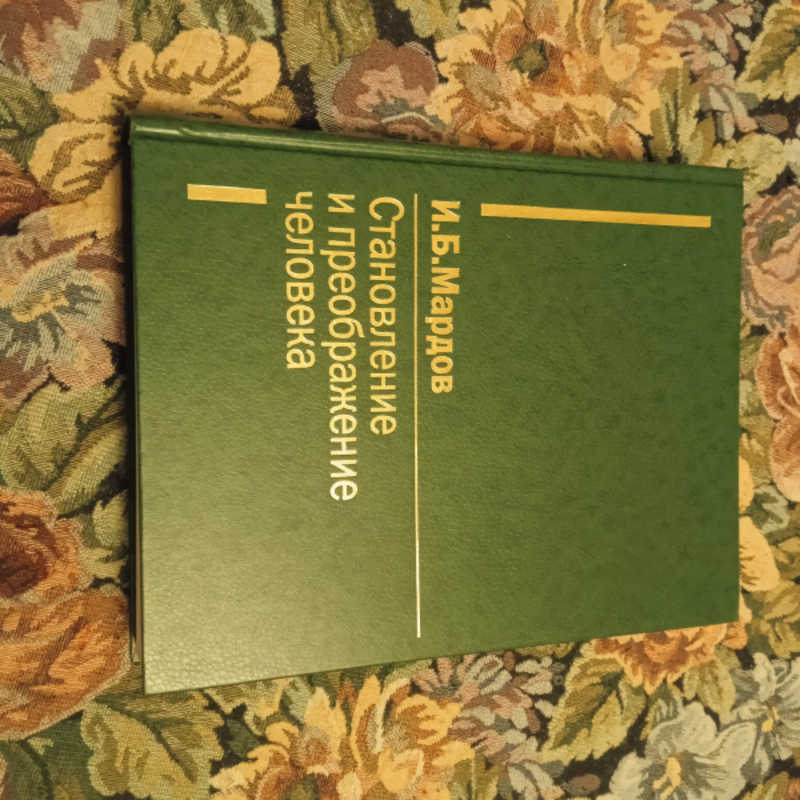 И.Б.Мардов
Становление
и преображение
человека